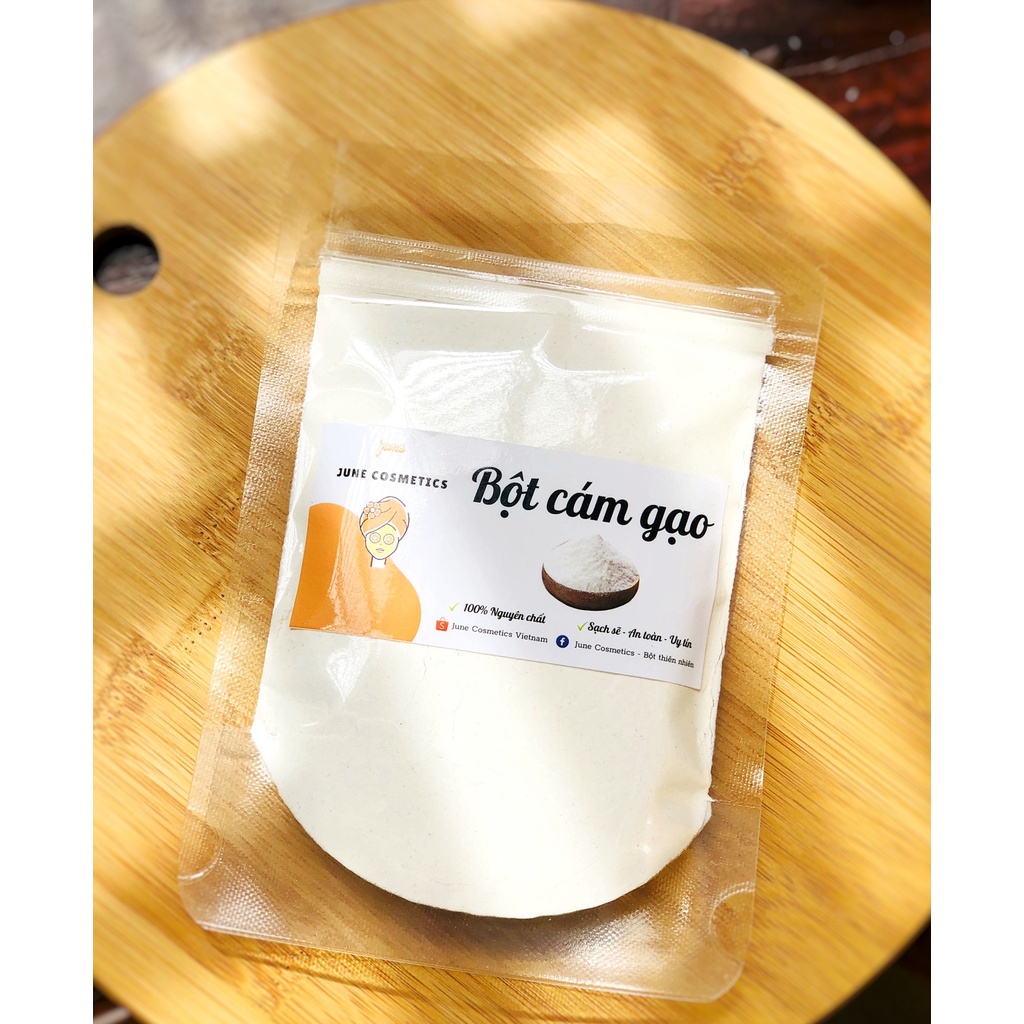 June
JUNE COSMETICS
Bột cám gạo
100% Nguyên chất
Sạch sẽ - An toàn - Uy tín
June Cosmetics Vietnam
June Cosmetics - Bột thiên nhiên